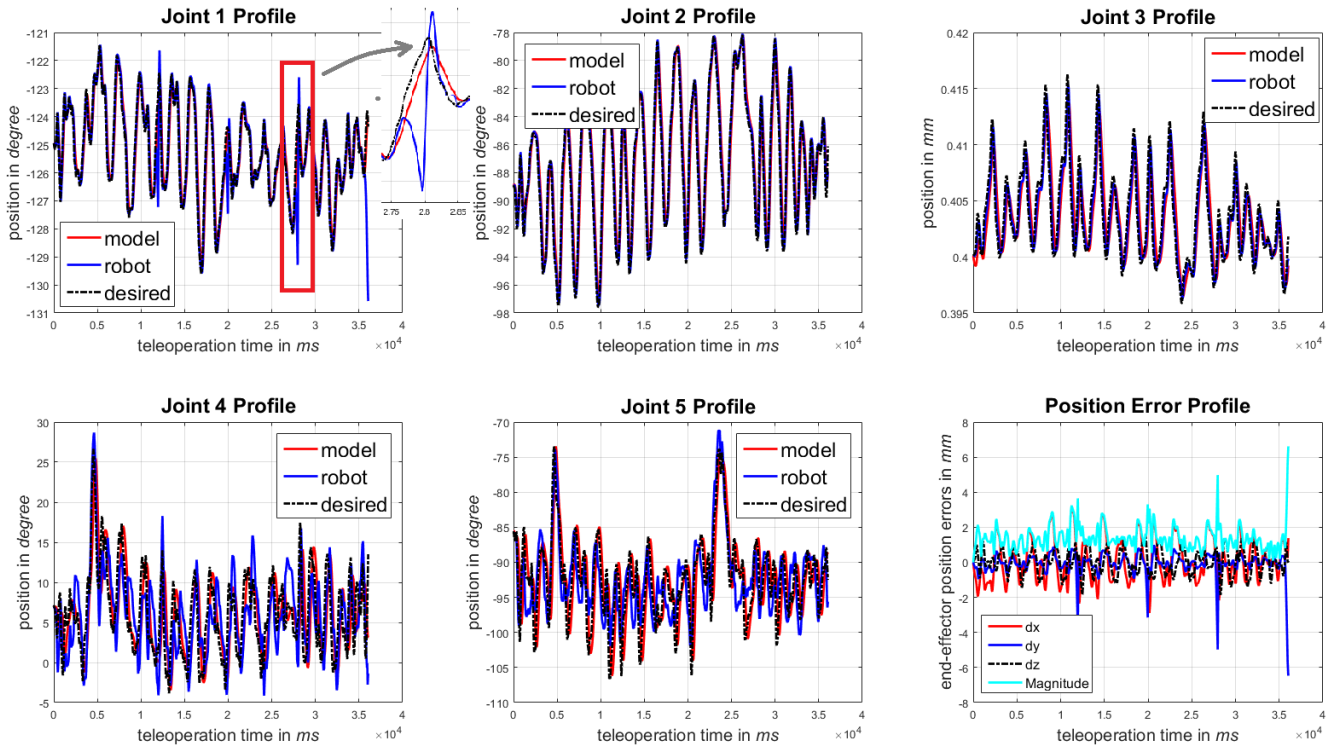 Joint 1 Profile
-121
-122
-123
-124
-125
-126
-127
-128
-129
-130
-131
position in degree
model
robot
desired
0 0.5 1 1.5 2 2.5 3 3.5 4
×10⁴
teleoperation time in ms
2.75 2.8 2.85
Joint 2 Profile
-78
-80
-82
-84
-86
-88
-90
-92
-94
-96
-98
position in degree
model
robot
desired
0 0.5 1 1.5 2 2.5 3 3.5 4
×10⁴
teleoperation time in ms
Joint 3 Profile
0.42
0.415
0.41
0.405
0.4
0.395
position in mm
model
robot
desired
0 0.5 1 1.5 2 2.5 3 3.5 4
×10⁴
teleoperation time in ms
Joint 4 Profile
30
25
20
15
10
5
0
-5
position in degree
model
robot
desired
0 0.5 1 1.5 2 2.5 3 3.5 4
×10⁴
teleoperation time in ms
Joint 5 Profile
-70
-75
-80
-85
-90
-95
-100
-105
-110
position in degree
model
robot
desired
0 0.5 1 1.5 2 2.5 3 3.5 4
×10⁴
teleoperation time in ms
Position Error Profile
8
6
4
2
0
-2
-4
-6
-8
end-effector position errors in mm
dx
dy
dz
Magnitude
0 0.5 1 1.5 2 2.5 3 3.5 4
×10⁴
teleoperation time in ms